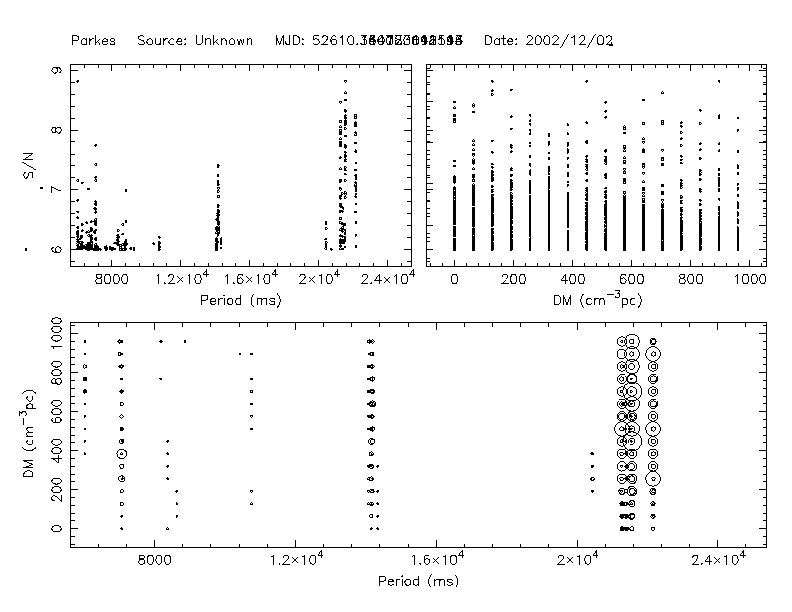 Parkes Source: Unknown MJD: 52610. Date: 2002/12/02
S/N
9
8
7
6
8000 1.2×10⁴ 1.6×10⁴ 2×10⁴ 2.4×10⁴
Period (ms)
0 200 400 600 800 1000
DM (cm⁻³pc)
DM (cm⁻³pc)
1000
800
600
400
200
0
8000 1.2×10⁴ 1.6×10⁴ 2×10⁴ 2.4×10⁴
Period (ms)